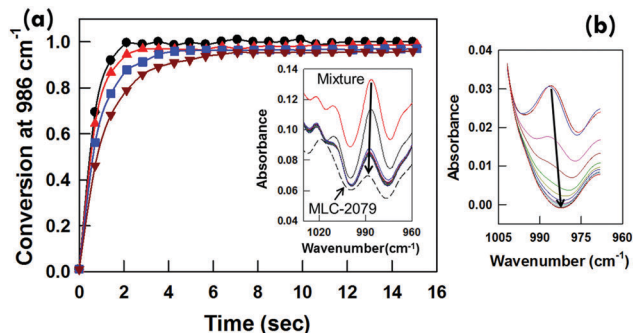 (a)
Conversion at 986 cm⁻¹
1.0
0.8
0.6
0.4
0.2
0.0
0 2 4 6 8 10 12 14 16
Time (sec)
Absorbance
0.14
0.12
0.10
0.08
0.06
0.04
Mixture
MLC-2079
1020 990 960
Wavenumber(cm⁻¹)
(b)
Absorbance
0.04
0.03
0.02
0.01
0.00
1005 990 975 960
Wavenumber (cm⁻¹)